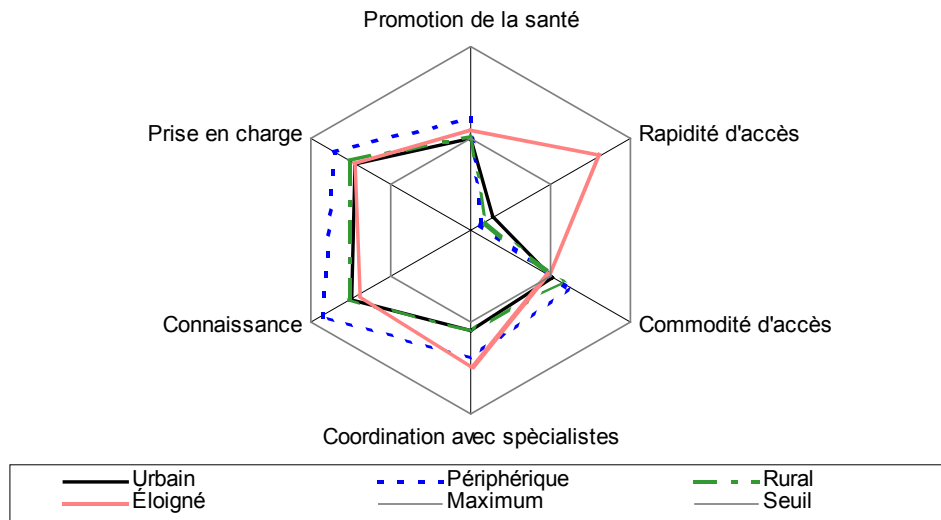 Promotion de la santé
Prise en charge
Rapidité d'accès
Connaissance
Commodité d'accès
Coordination avec spècialistes
Urbain
Périphérique
Rural
Éloigné
Maximum
Seuil